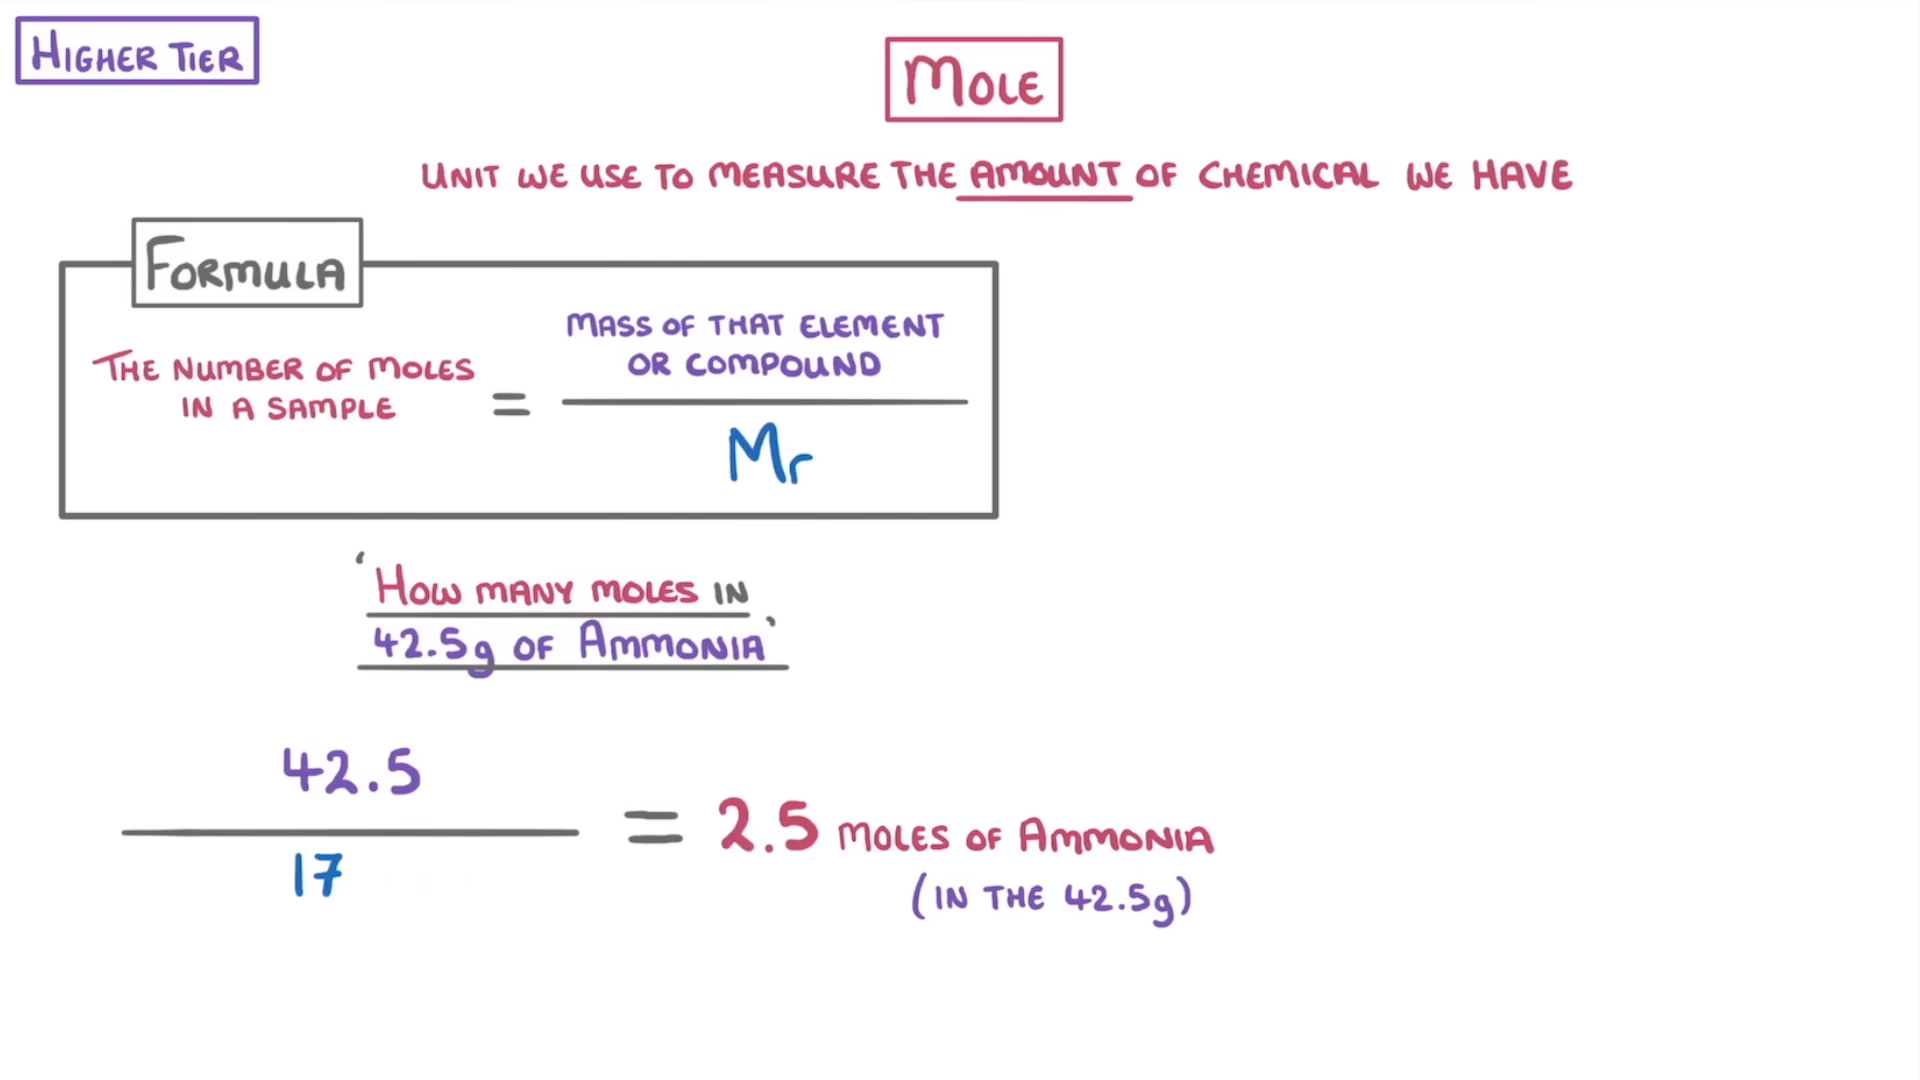 HIGHER TIER
MOLE
UNIT WE USE TO MEASURE THE AMOUNT OF CHEMICAL WE HAVE
FORMULA
THE NUMBER OF MOLES
IN A SAMPLE
=
MASS OF THAT ELEMENT
OR COMPOUND
Mr
'HOW MANY MOLES IN
42.5g OF AMMONIA'
42.5
17
= 2.5 MOLES OF AMMONIA
(IN THE 42.5g)